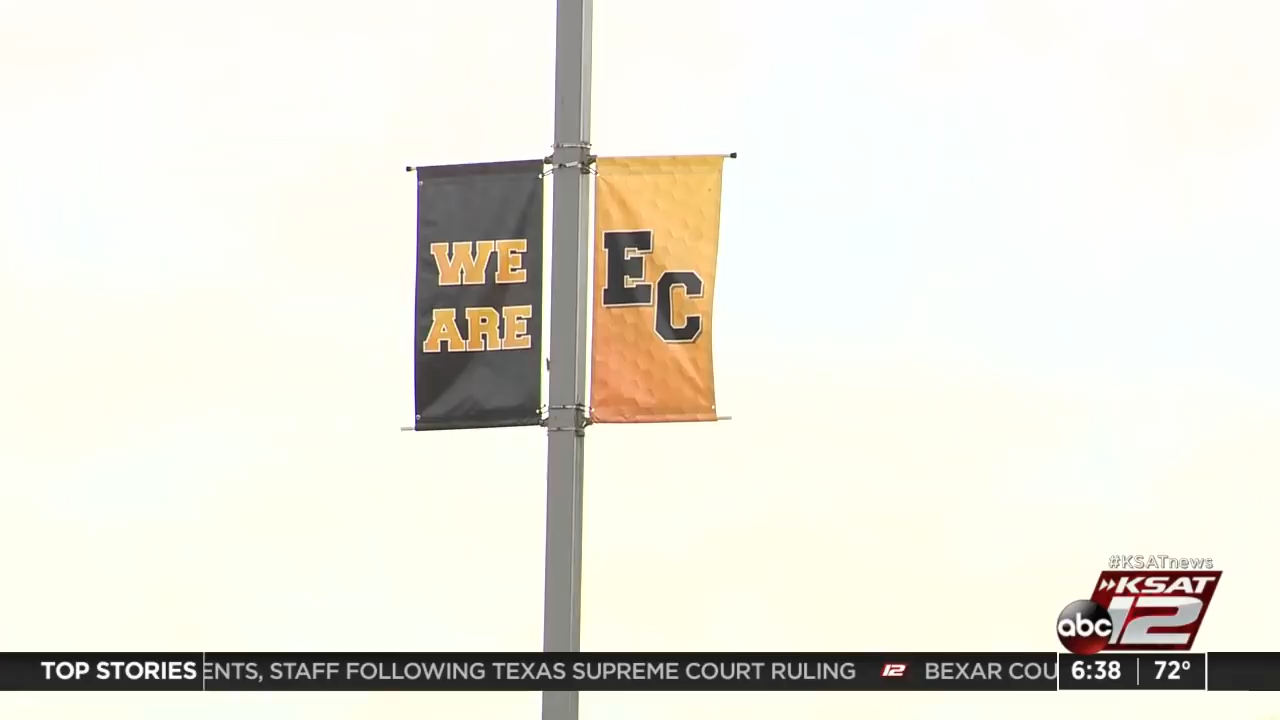 WE
ARE
E
C
#KSATnews
KSAT
abc 12
TOP STORIES ENTS, STAFF FOLLOWING TEXAS SUPREME COURT RULING 12 BEXAR COU 6:38 72°